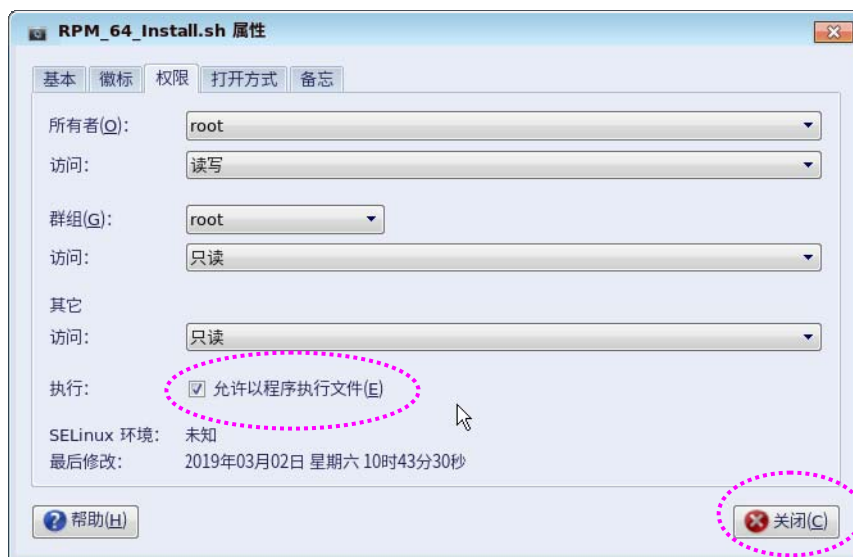 RPM_64_Install.sh 属性
基本 徽标 权限 打开方式 备忘
所有者(O): root
访问: 读写
群组(G): root
访问: 只读
其它
访问: 只读
执行: 允许以程序执行文件(E)
SELinux 环境: 未知
最后修改: 2019年03月02日 星期六 10时43分30秒
帮助(H) 关闭(C)